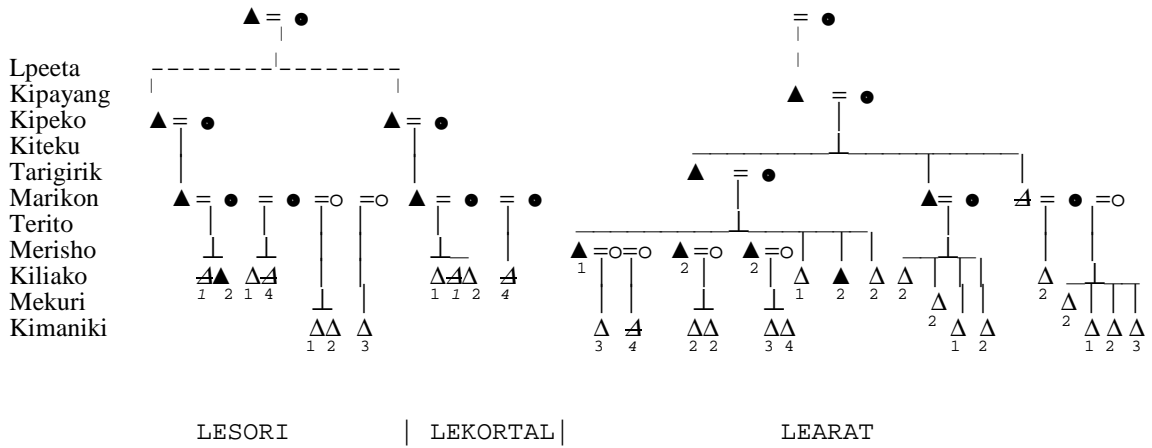 Lpeeta
Kipayang
Kipeko
Kiteku
Tarigirik
Marikon
Terito
Merisho
1 2 2
Kiliako
1 2 1 4 1 1 2 4 1 2 2 2 2
Mekuri
2 2
Kimaniki
1 2 3 3 4 2 2 3 4 1 2 1 2 3
LESORI | LEKORTAL | LEARAT